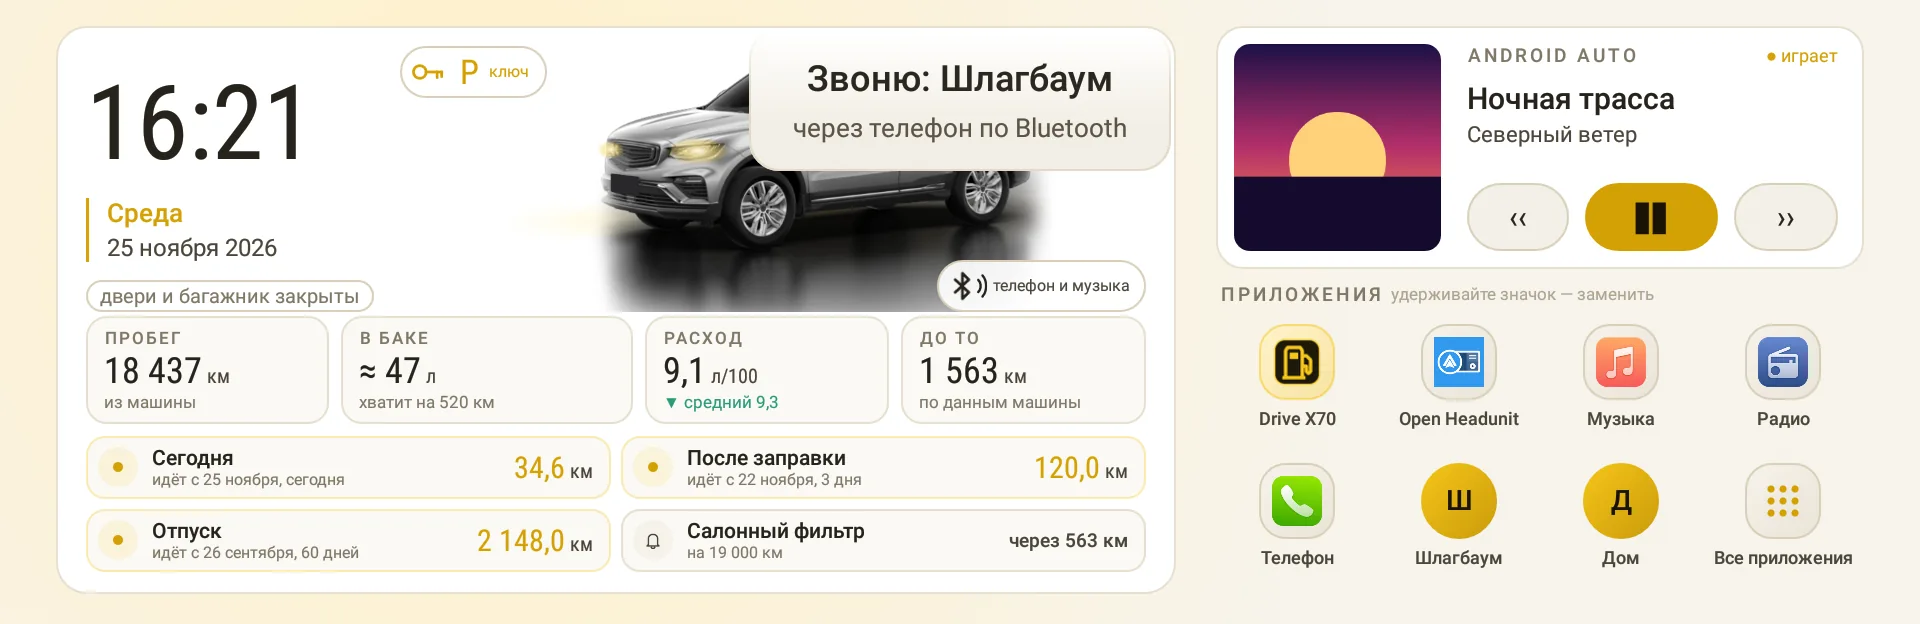 16:21
P ключ
Звоню: Шлагбаум
через телефон по Bluetooth
Среда
25 ноября 2026
двери и багажник закрыты
телефон и музыка
ПРОБЕГ
18 437 км
из машины
В БАКЕ
≈ 47 л
хватит на 520 км
РАСХОД
9,1 л/100
▼ средний 9,3
ДО ТО
1 563 км
по данным машины
Сегодня
идёт с 25 ноября, сегодня
34,6 км
После заправки
идёт с 22 ноября, 3 дня
120,0 км
Отпуск
идёт с 26 сентября, 60 дней
2 148,0 км
Салонный фильтр
на 19 000 км
через 563 км
ANDROID AUTO
● играет
Ночная трасса
Северный ветер
‹‹
››
ПРИЛОЖЕНИЯ удерживайте значок — заменить
Drive X70
Open Headunit
Музыка
Радио
Телефон
Ш
Шлагбаум
Д
Дом
Все приложения